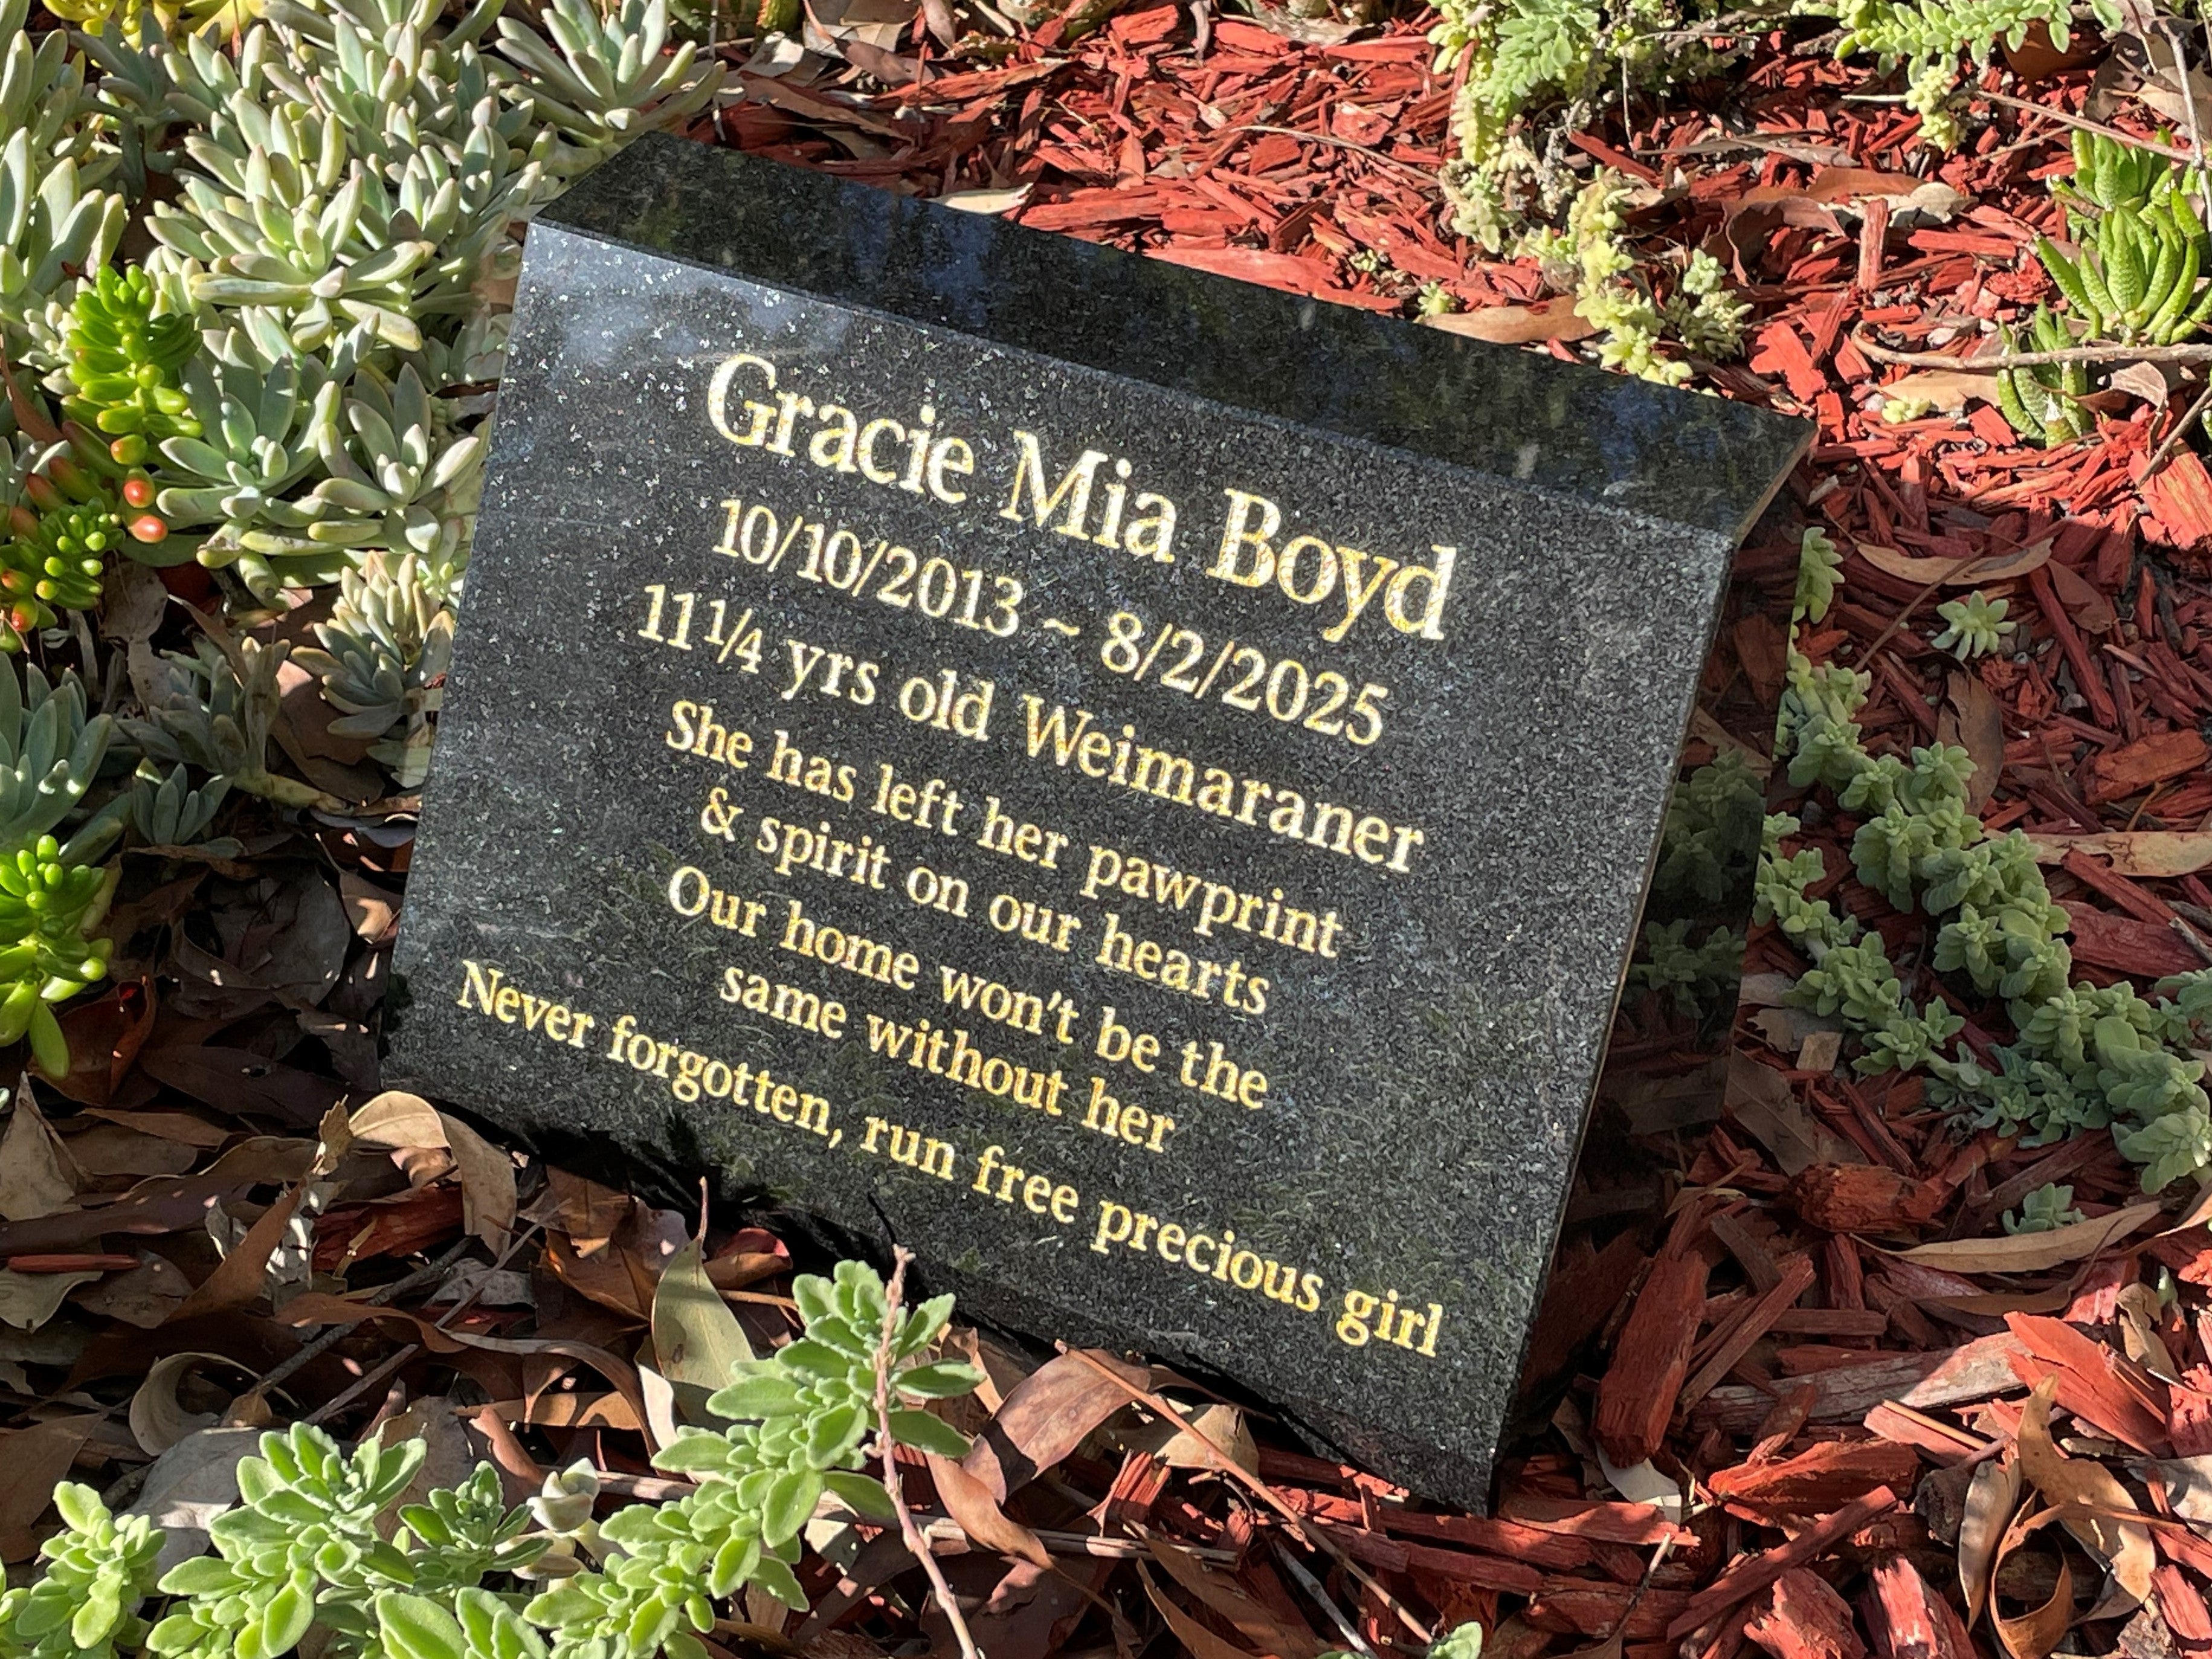 Gracie Mia Boyd
10/10/2013 ~ 8/2/2025
11¼ yrs old Weimaraner
She has left her pawprint
& spirit on our hearts
Our home won't be the
same without her
Never forgotten, run free precious girl